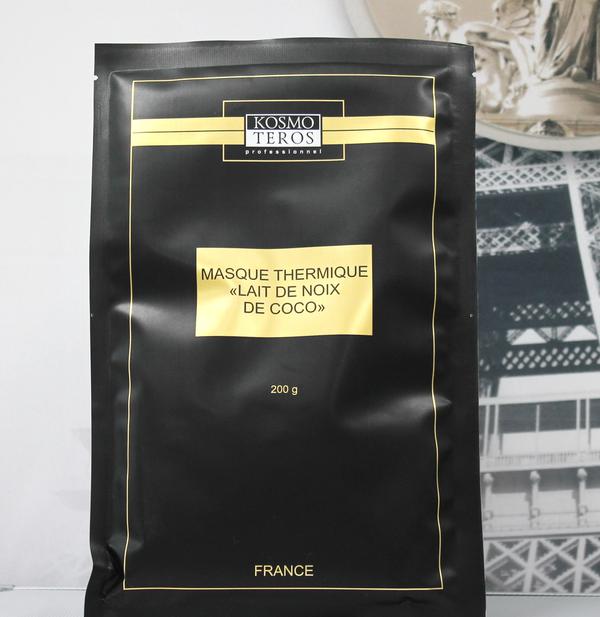 KOSMO
TEROS
professionnel
MASQUE THERMIQUE
«LAIT DE NOIX
DE COCO»
200 g
FRANCE